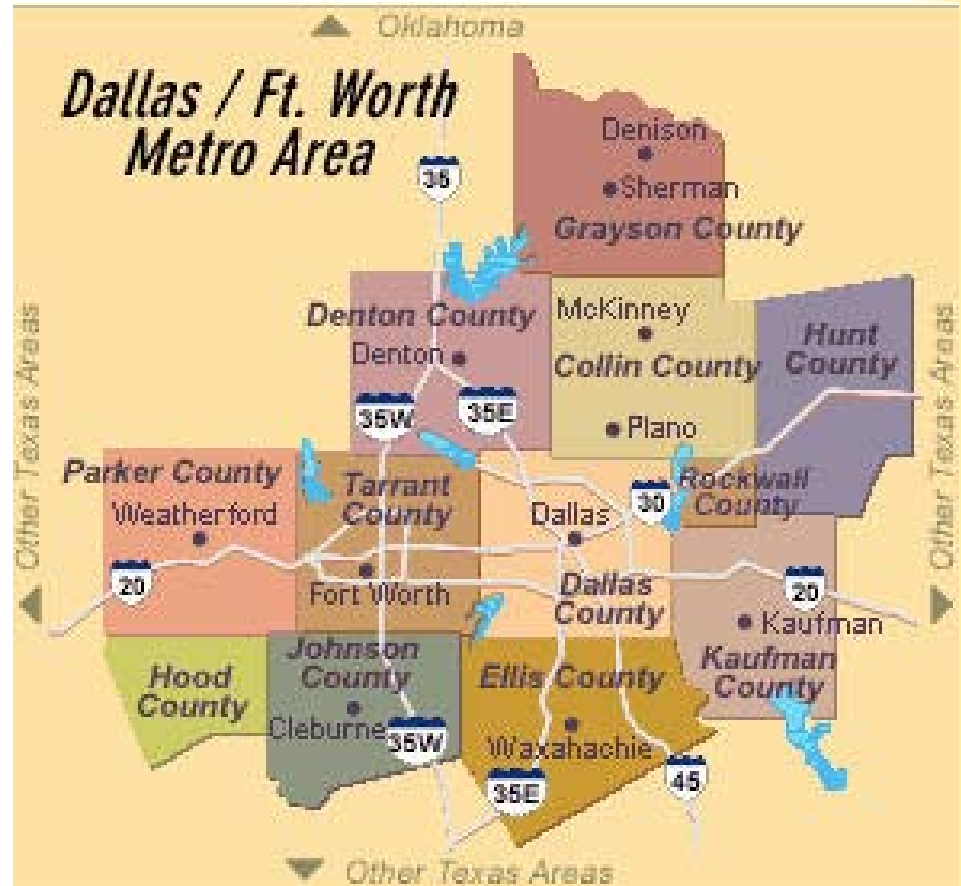 Oklahoma
Dallas / Ft. Worth
Metro Area
35
Denison
Sherman
Grayson County
Denton County
Denton
McKinney
Collin County
Plano
Hunt
County
35W
35E
Other Texas Areas
Other Texas Areas
Parker County
Weatherford
20
Tarrant
County
Fort Worth
30
Rockwall
County
Dallas
Dallas
County
20
Kaufman
Kaufman
County
Hood
County
Johnson
County
Cleburne
35W
Ellis County
Waxahachie
35E
45
Other Texas Areas